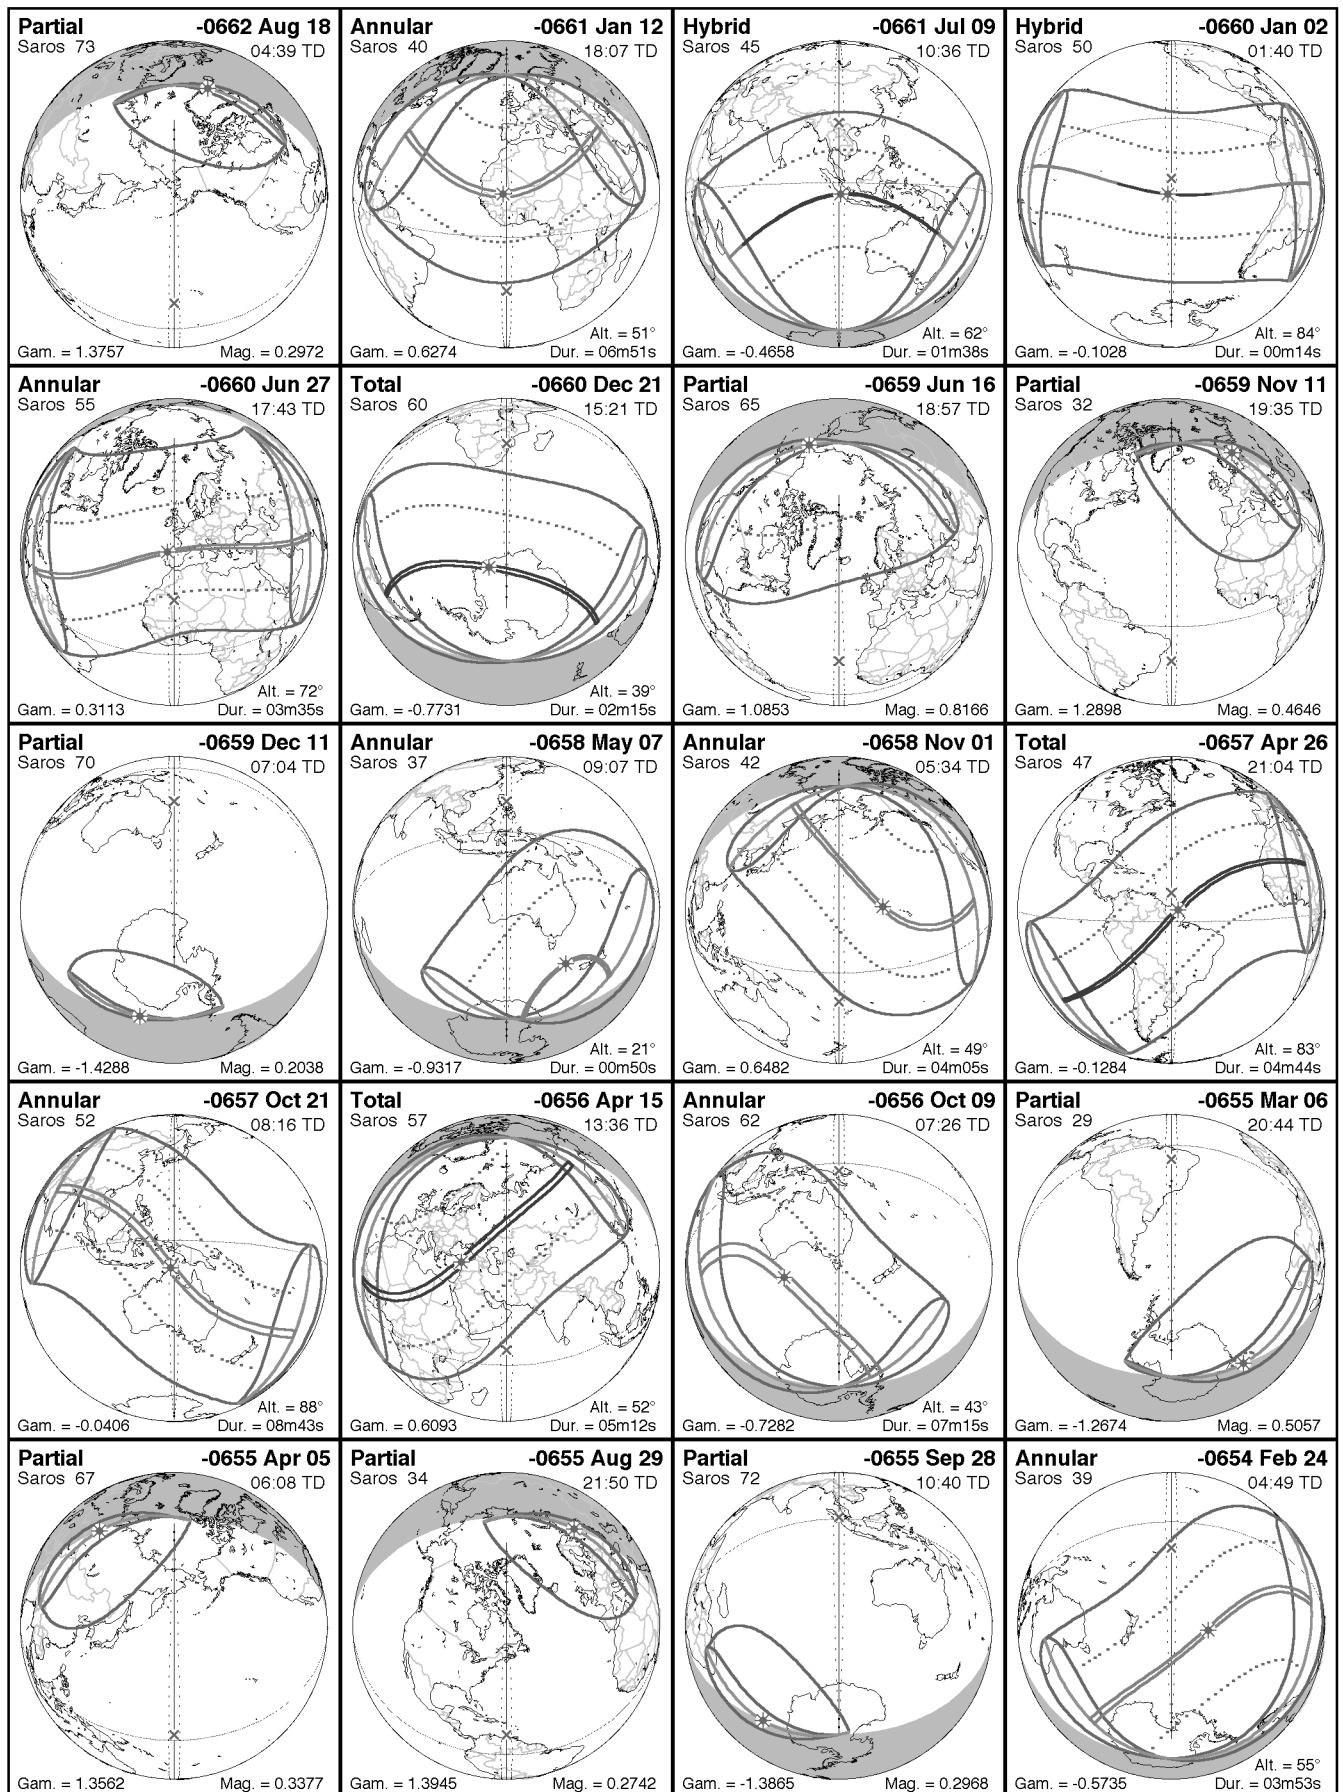 Partial -0662 Aug 18
Saros 73 04:39 TD
Gam. = 1.3757 Mag. = 0.2972
Annular -0661 Jan 12
Saros 40 18:07 TD
Alt. = 51°
Gam. = 0.6274 Dur. = 06m51s
Hybrid -0661 Jul 09
Saros 45 10:36 TD
Alt. = 62°
Gam. = -0.4658 Dur. = 01m38s
Hybrid -0660 Jan 02
Saros 50 01:40 TD
Alt. = 84°
Gam. = -0.1028 Dur. = 00m14s
Annular -0660 Jun 27
Saros 55 17:43 TD
Alt. = 72°
Gam. = 0.3113 Dur. = 03m35s
Total -0660 Dec 21
Saros 60 15:21 TD
Alt. = 39°
Gam. = -0.7731 Dur. = 02m15s
Partial -0659 Jun 16
Saros 65 18:57 TD
Gam. = 1.0853 Mag. = 0.8166
Partial -0659 Nov 11
Saros 32 19:35 TD
Gam. = 1.2898 Mag. = 0.4646
Partial -0659 Dec 11
Saros 70 07:04 TD
Gam. = -1.4288 Mag. = 0.2038
Annular -0658 May 07
Saros 37 09:07 TD
Alt. = 21°
Gam. = -0.9317 Dur. = 00m50s
Annular -0658 Nov 01
Saros 42 05:34 TD
Alt. = 49°
Gam. = 0.6482 Dur. = 04m05s
Total -0657 Apr 26
Saros 47 21:04 TD
Alt. = 83°
Gam. = -0.1284 Dur. = 04m44s
Annular -0657 Oct 21
Saros 52 08:16 TD
Alt. = 88°
Gam. = -0.0406 Dur. = 08m43s
Total -0656 Apr 15
Saros 57 13:36 TD
Alt. = 52°
Gam. = 0.6093 Dur. = 05m12s
Annular -0656 Oct 09
Saros 62 07:26 TD
Alt. = 43°
Gam. = -0.7282 Dur. = 07m15s
Partial -0655 Mar 06
Saros 29 20:44 TD
Gam. = -1.2674 Mag. = 0.5057
Partial -0655 Apr 05
Saros 67 06:08 TD
Gam. = 1.3562 Mag. = 0.3377
Partial -0655 Aug 29
Saros 34 21:50 TD
Gam. = 1.3945 Mag. = 0.2742
Partial -0655 Sep 28
Saros 72 10:40 TD
Gam. = -1.3865 Mag. = 0.2968
Annular -0654 Feb 24
Saros 39 04:49 TD
Alt. = 55°
Gam. = -0.5735 Dur. = 03m53s